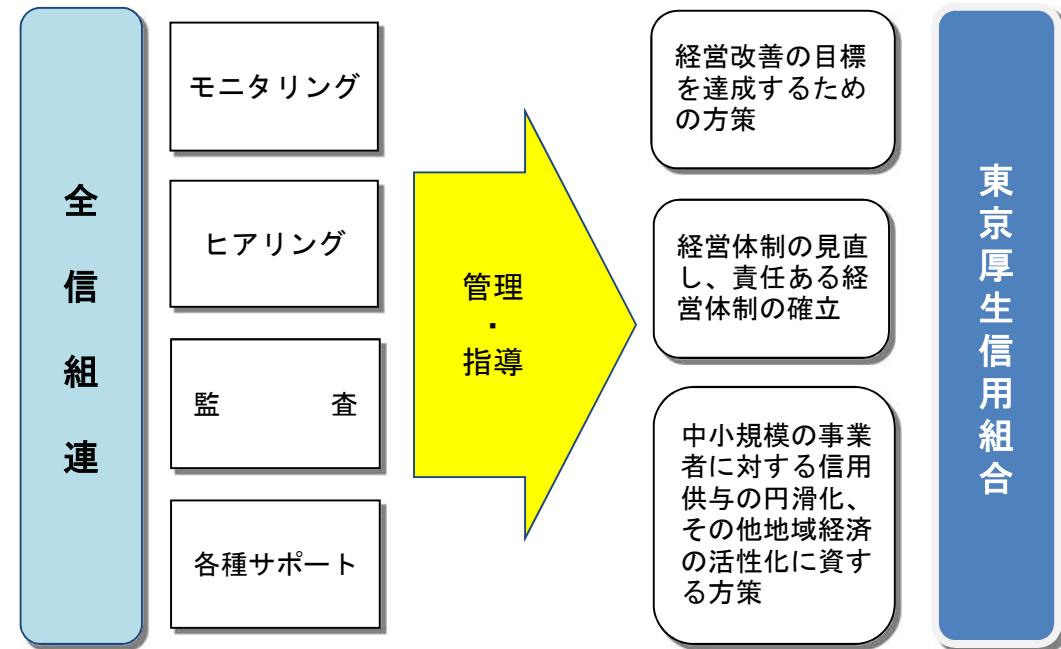 全信組連
モニタリング
ヒアリング
監　　　査
各種サポート
管理
・
指導
経営改善の目標
を達成するため
の方策
経営体制の見直
し、責任ある経
営体制の確立
中小規模の事業
者に対する信用
供与の円滑化、
その他地域経済
の活性化に資す
る方策
東京厚生信用組合